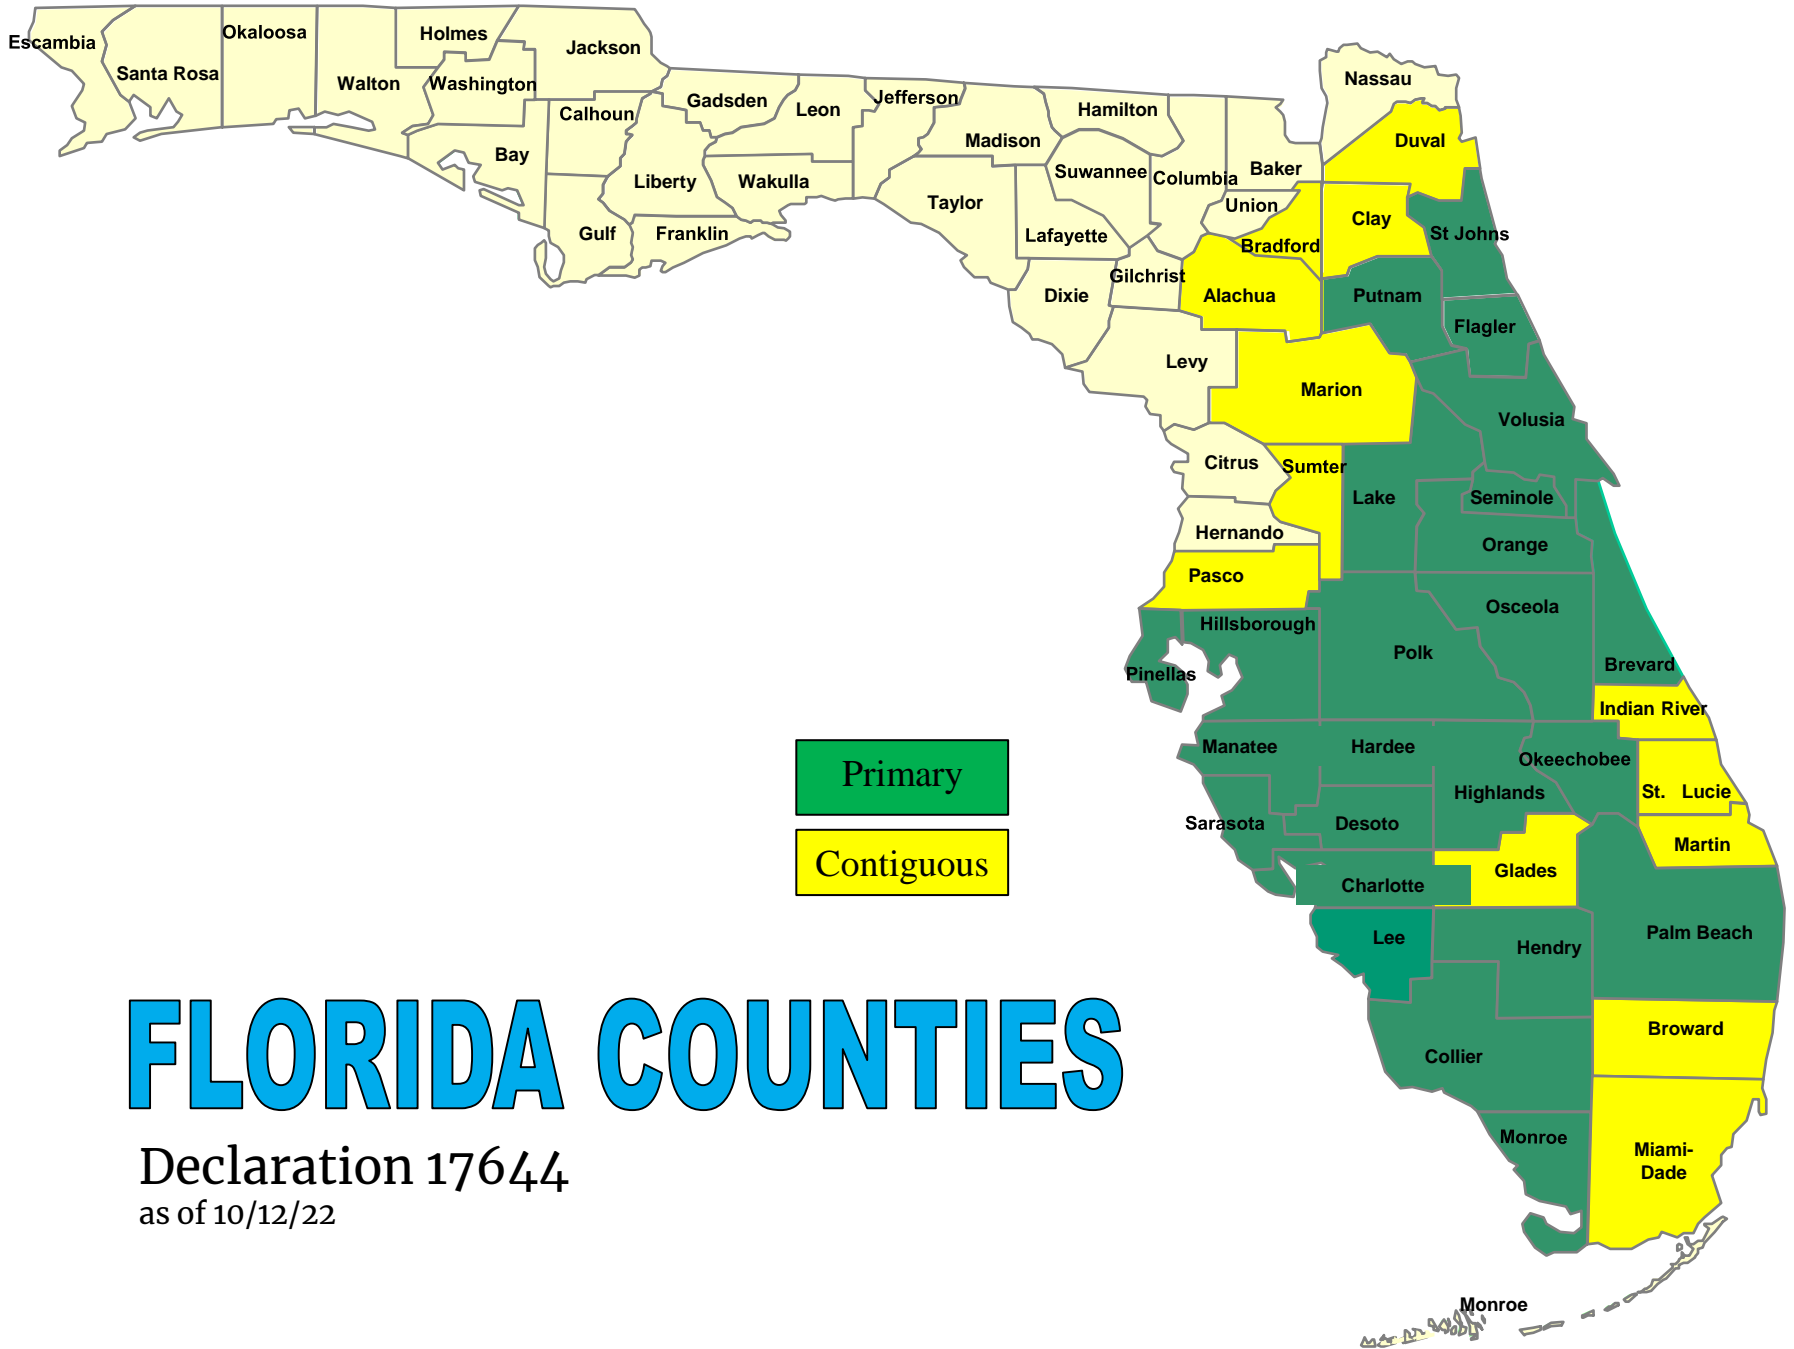 Escambia
Santa Rosa
Okaloosa
Walton
Holmes
Washington
Jackson
Calhoun
Bay
Gulf
Liberty
Franklin
Gadsden
Leon
Wakulla
Jefferson
Madison
Taylor
Hamilton
Suwannee
Lafayette
Dixie
Columbia
Gilchrist
Baker
Union
Bradford
Alachua
Levy
Nassau
Duval
Clay
St Johns
Putnam
Flagler
Marion
Volusia
Citrus
Sumter
Lake
Seminole
Hernando
Orange
Pasco
Osceola
Hillsborough
Polk
Brevard
Pinellas
Indian River
Manatee
Hardee
Okeechobee
Highlands
St. Lucie
Sarasota
Desoto
Martin
Glades
Charlotte
Lee
Hendry
Palm Beach
Broward
Collier
Monroe
Miami-
Dade
Monroe
Primary
Contiguous
FLORIDA COUNTIES
Declaration 17644
as of 10/12/22